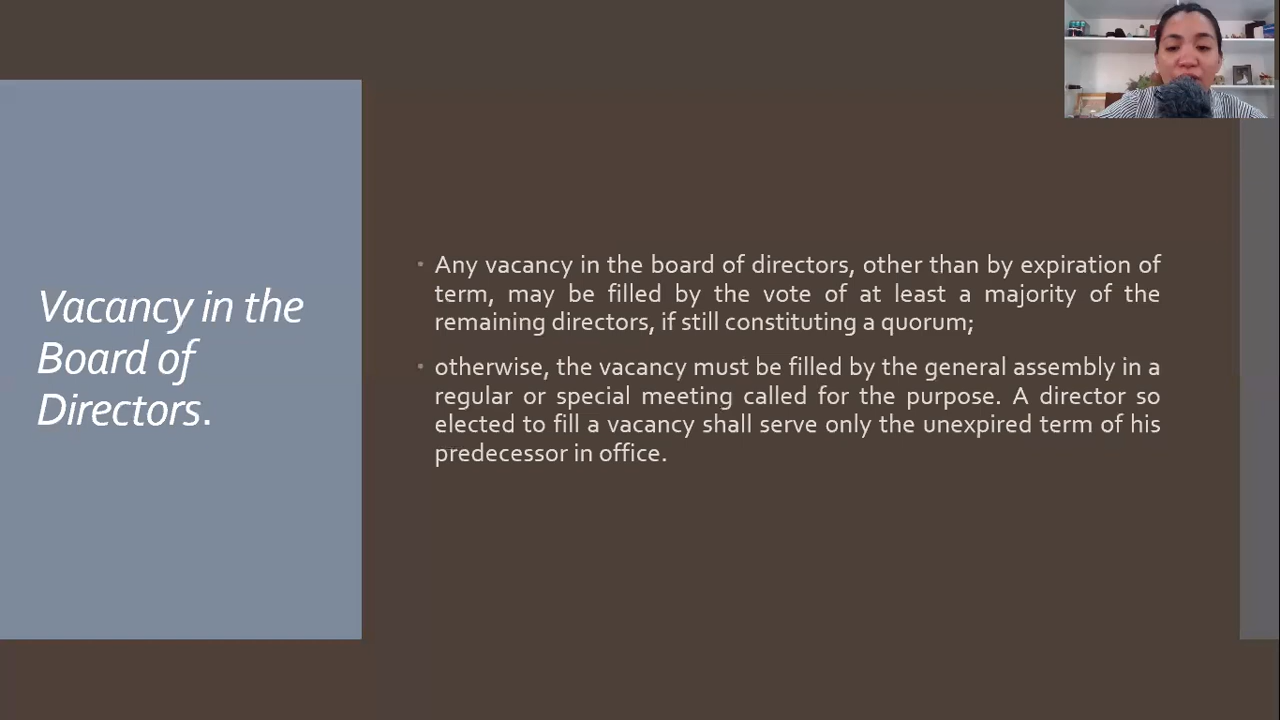 Vacancy in the
Board of
Directors.
• Any vacancy in the board of directors, other than by expiration of
term, may be filled by the vote of at least a majority of the
remaining directors, if still constituting a quorum;
• otherwise, the vacancy must be filled by the general assembly in a
regular or special meeting called for the purpose. A director so
elected to fill a vacancy shall serve only the unexpired term of his
predecessor in office.